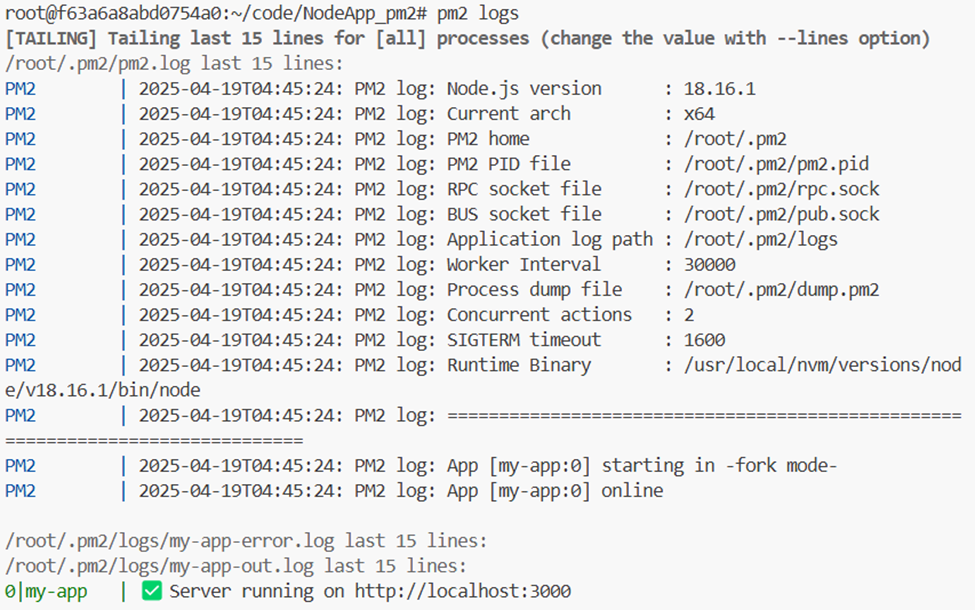 root@f63a6a8abd0754a0:~/code/NodeApp_pm2# pm2 logs
[TAILING] Tailing last 15 lines for [all] processes (change the value with --lines option)
/root/.pm2/pm2.log last 15 lines:
PM2        | 2025-04-19T04:45:24: PM2 log: Node.js version      : 18.16.1
PM2        | 2025-04-19T04:45:24: PM2 log: Current arch         : x64
PM2        | 2025-04-19T04:45:24: PM2 log: PM2 home             : /root/.pm2
PM2        | 2025-04-19T04:45:24: PM2 log: PM2 PID file         : /root/.pm2/pm2.pid
PM2        | 2025-04-19T04:45:24: PM2 log: RPC socket file      : /root/.pm2/rpc.sock
PM2        | 2025-04-19T04:45:24: PM2 log: BUS socket file      : /root/.pm2/pub.sock
PM2        | 2025-04-19T04:45:24: PM2 log: Application log path : /root/.pm2/logs
PM2        | 2025-04-19T04:45:24: PM2 log: Worker Interval      : 30000
PM2        | 2025-04-19T04:45:24: PM2 log: Process dump file    : /root/.pm2/dump.pm2
PM2        | 2025-04-19T04:45:24: PM2 log: Concurrent actions   : 2
PM2        | 2025-04-19T04:45:24: PM2 log: SIGTERM timeout      : 1600
PM2        | 2025-04-19T04:45:24: PM2 log: Runtime Binary       : /usr/local/nvm/versions/nod
e/v18.16.1/bin/node
PM2        | 2025-04-19T04:45:24: PM2 log: ==================================================
=============================
PM2        | 2025-04-19T04:45:24: PM2 log: App [my-app:0] starting in -fork mode-
PM2        | 2025-04-19T04:45:24: PM2 log: App [my-app:0] online
/root/.pm2/logs/my-app-error.log last 15 lines:
/root/.pm2/logs/my-app-out.log last 15 lines:
0|my-app   | ✅ Server running on http://localhost:3000